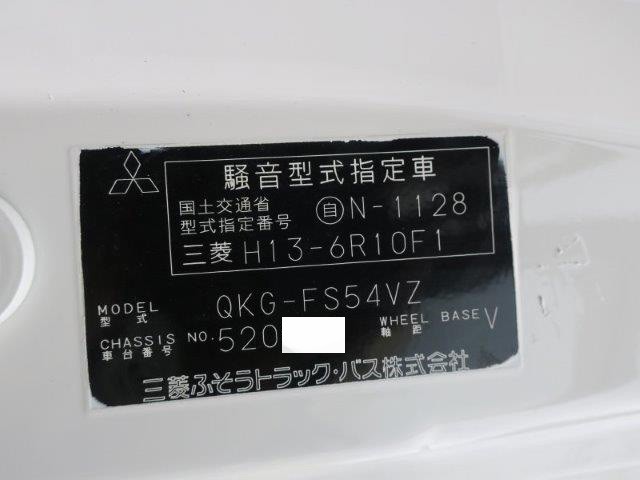 騒音型式指定車
国土交通省
型式指定番号 自N-1128
三菱 H13-6R10F1
MODEL QKG-FS54VZ
型式
CHASSIS NO. 520 WHEEL BASE V
車台番号 軸距
三菱ふそうトラック・バス株式会社